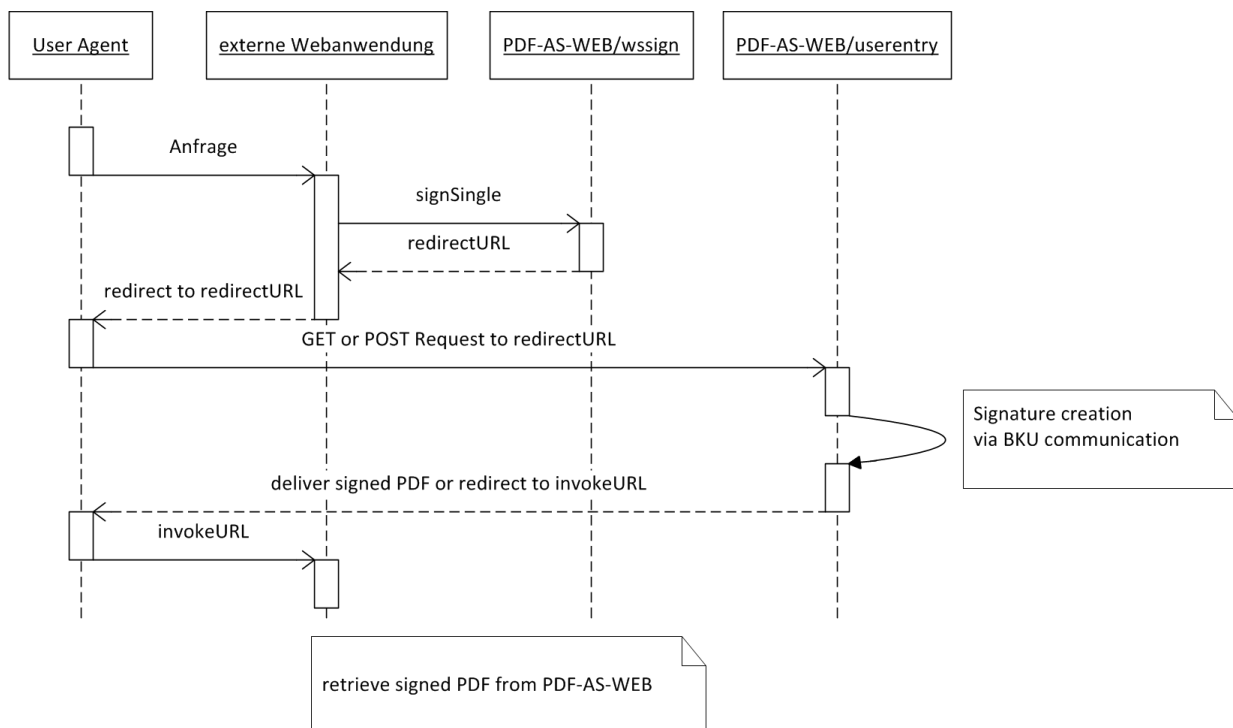 User Agent
externe Webanwendung
PDF-AS-WEB/wssign
PDF-AS-WEB/userentry
Anfrage
signSingle
redirectURL
redirect to redirectURL
GET or POST Request to redirectURL
Signature creation
via BKU communication
deliver signed PDF or redirect to invokeURL
invokeURL
retrieve signed PDF from PDF-AS-WEB